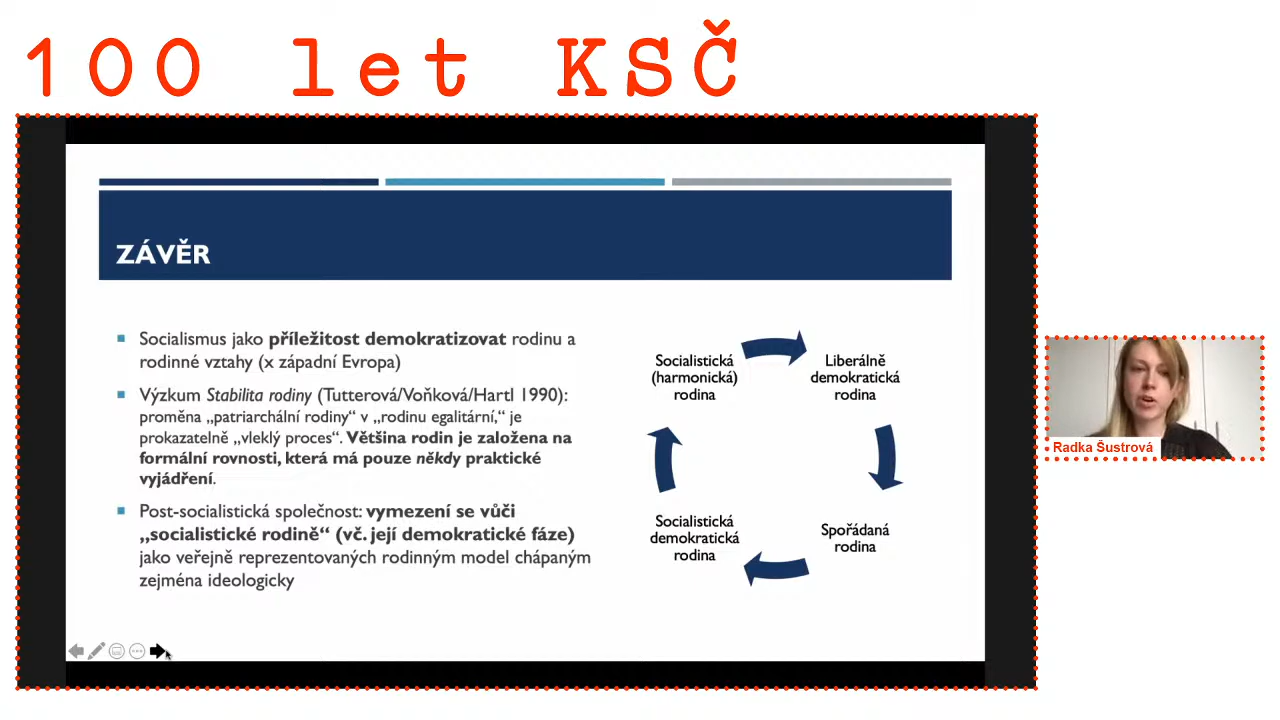 100 let KSČ
ZÁVĚR
Socialismus jako příležitost demokratizovat rodinu a
rodinné vztahy (x západní Evropa)
Výzkum Stabilita rodiny (Tutterová/Voňková/Hartl 1990):
proměna „patriarchální rodiny" v „rodinu egalitární," je
prokazatelně „vleklý proces". Většina rodin je založena na
formální rovnosti, která má pouze někdy praktické
vyjádření.
Post-socialistická společnost: vymezení se vůči
„socialistické rodině" (vč. její demokratické fáze)
jako veřejně reprezentovaných rodinným model chápaným
zejména ideologicky
Socialistická
(harmonická)
rodina
Liberálně
demokratická
rodina
Spořádaná
rodina
Socialistická
demokratická
rodina
Radka Šustrová